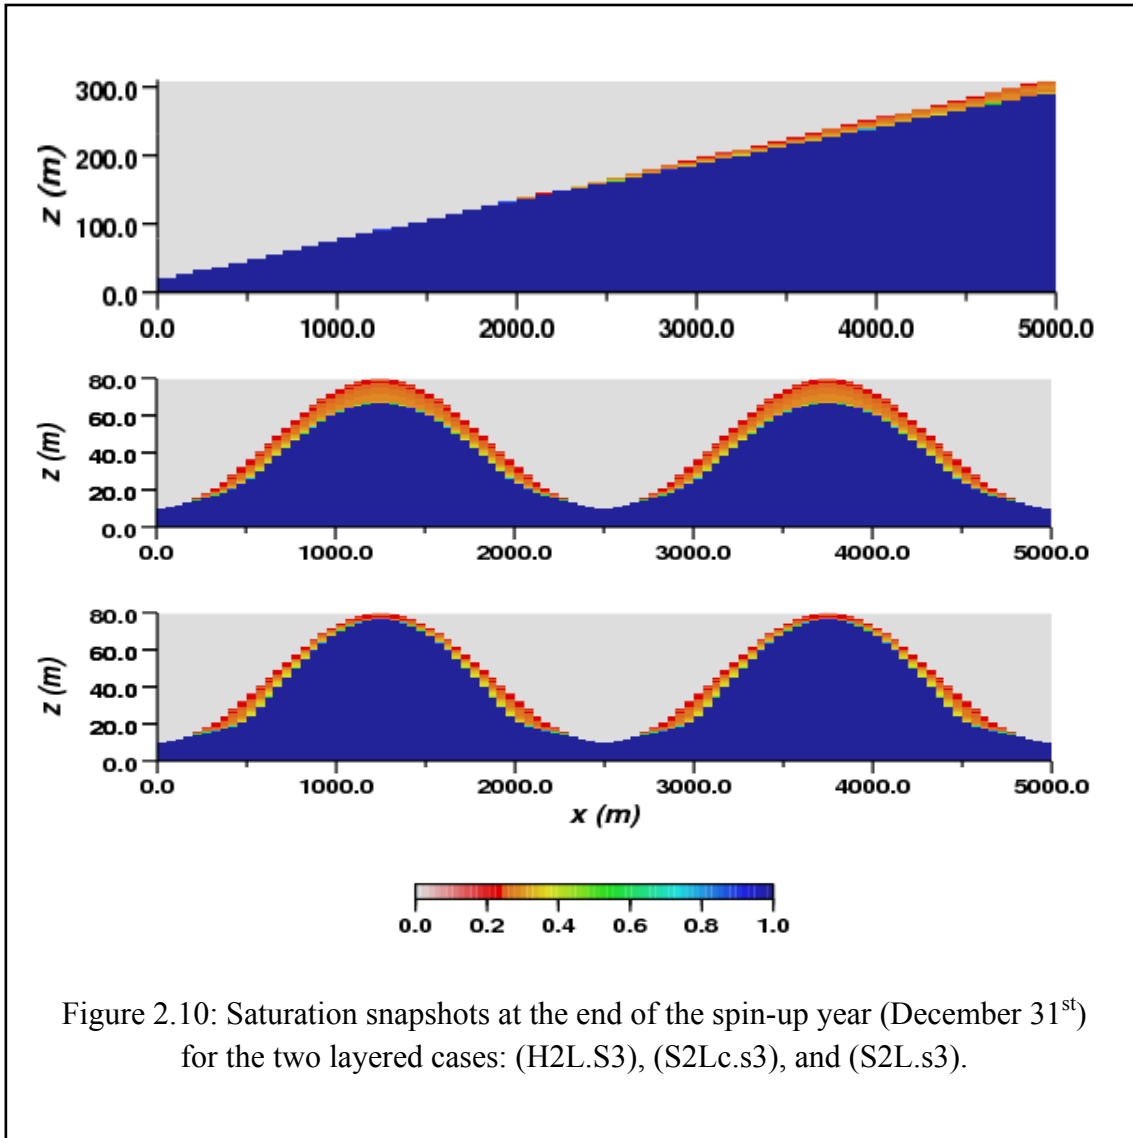 300.0
200.0
100.0
0.0
z (m)
0.0 1000.0 2000.0 3000.0 4000.0 5000.0
80.0
60.0
40.0
20.0
0.0
z (m)
0.0 1000.0 2000.0 3000.0 4000.0 5000.0
80.0
60.0
40.0
20.0
0.0
z (m)
0.0 1000.0 2000.0 3000.0 4000.0 5000.0
x (m)
0.0 0.2 0.4 0.6 0.8 1.0
Figure 2.10: Saturation snapshots at the end of the spin-up year (December 31st)
for the two layered cases: (H2L.S3), (S2Lc.s3), and (S2L.s3).